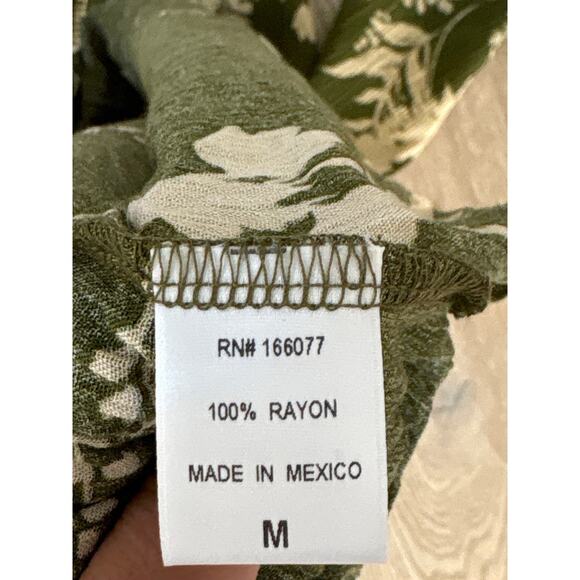 RN# 166077
100% RAYON
MADE IN MEXICO
M